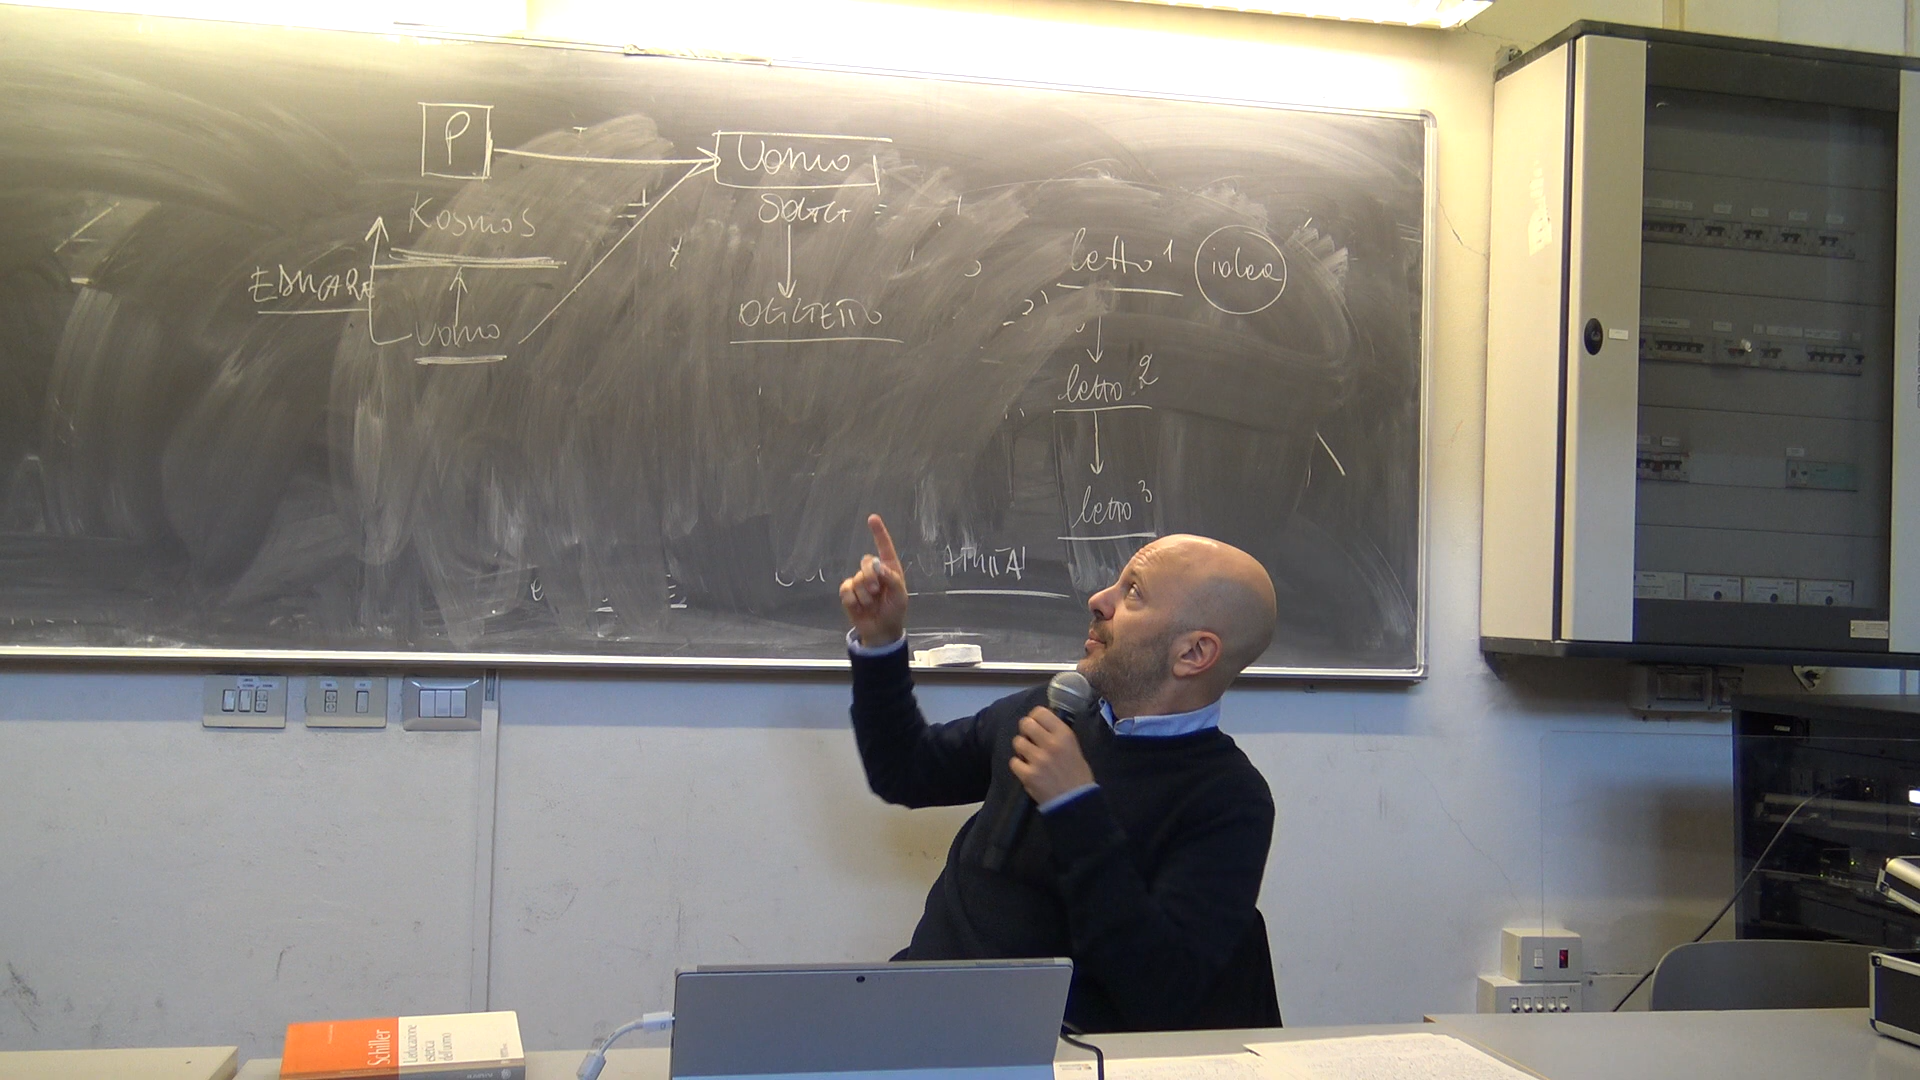 P
Uomo
Kosmos
EDUCARE
Uomo
OGGETTO
letto 1
idea
letto 2
letto 3
Schiller
L'educazione
estetica
dell'uomo